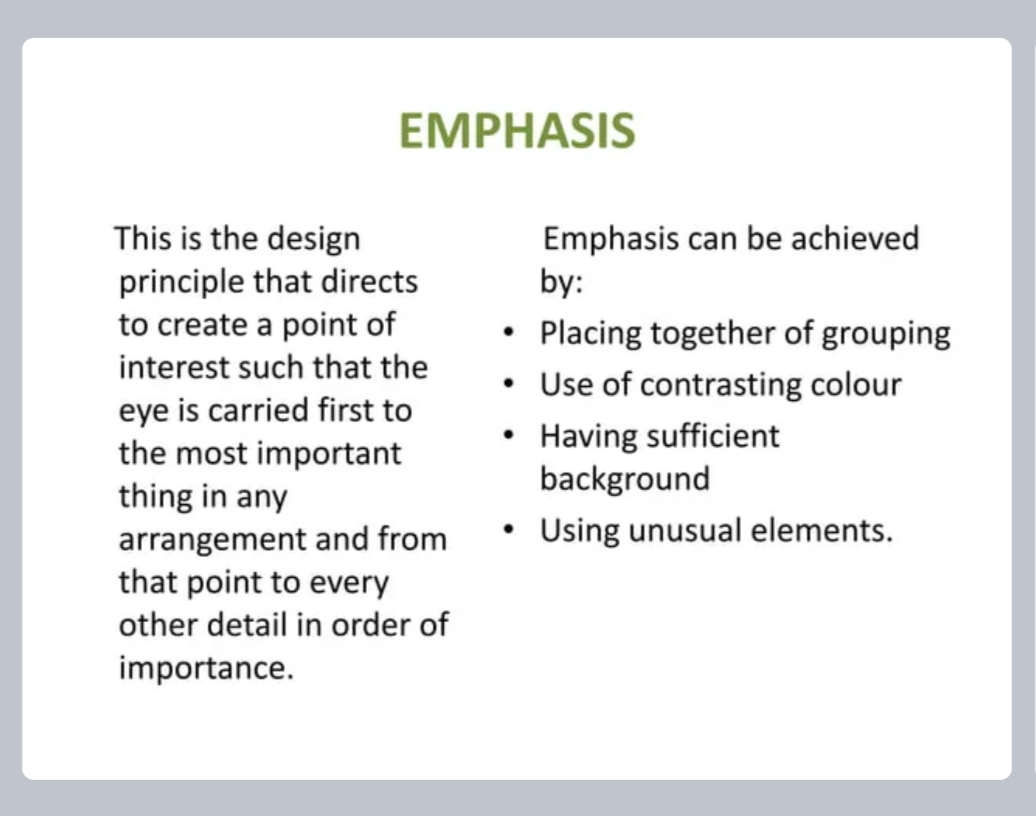 EMPHASIS
This is the design
principle that directs
to create a point of
interest such that the
eye is carried first to
the most important
thing in any
arrangement and from
that point to every
other detail in order of
importance.
Emphasis can be achieved
by:
• Placing together of grouping
• Use of contrasting colour
• Having sufficient
background
• Using unusual elements.